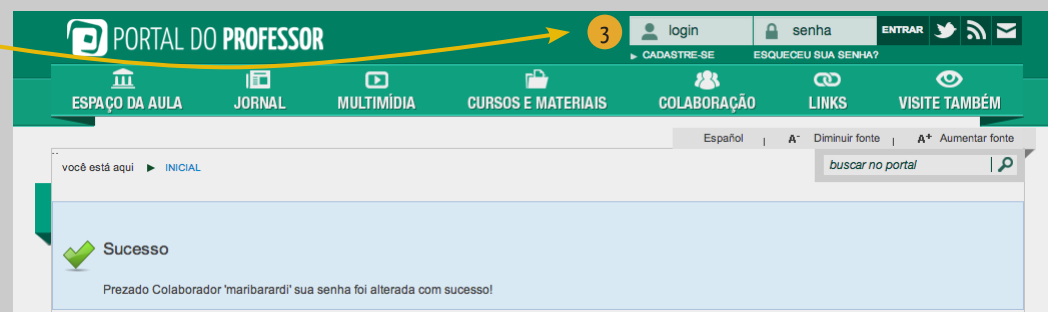 PORTAL DO PROFESSOR
3
login
senha
ENTRAR
CADASTRE-SE
ESQUECEU SUA SENHA?
ESPAÇO DA AULA
JORNAL
MULTIMÍDIA
CURSOS E MATERIAIS
COLABORAÇÃO
LINKS
VISITE TAMBÉM
Español | A- Diminuir fonte | A+ Aumentar fonte
você está aqui ► INICIAL
buscar no portal
Sucesso
Prezado Colaborador 'maribarardi' sua senha foi alterada com sucesso!